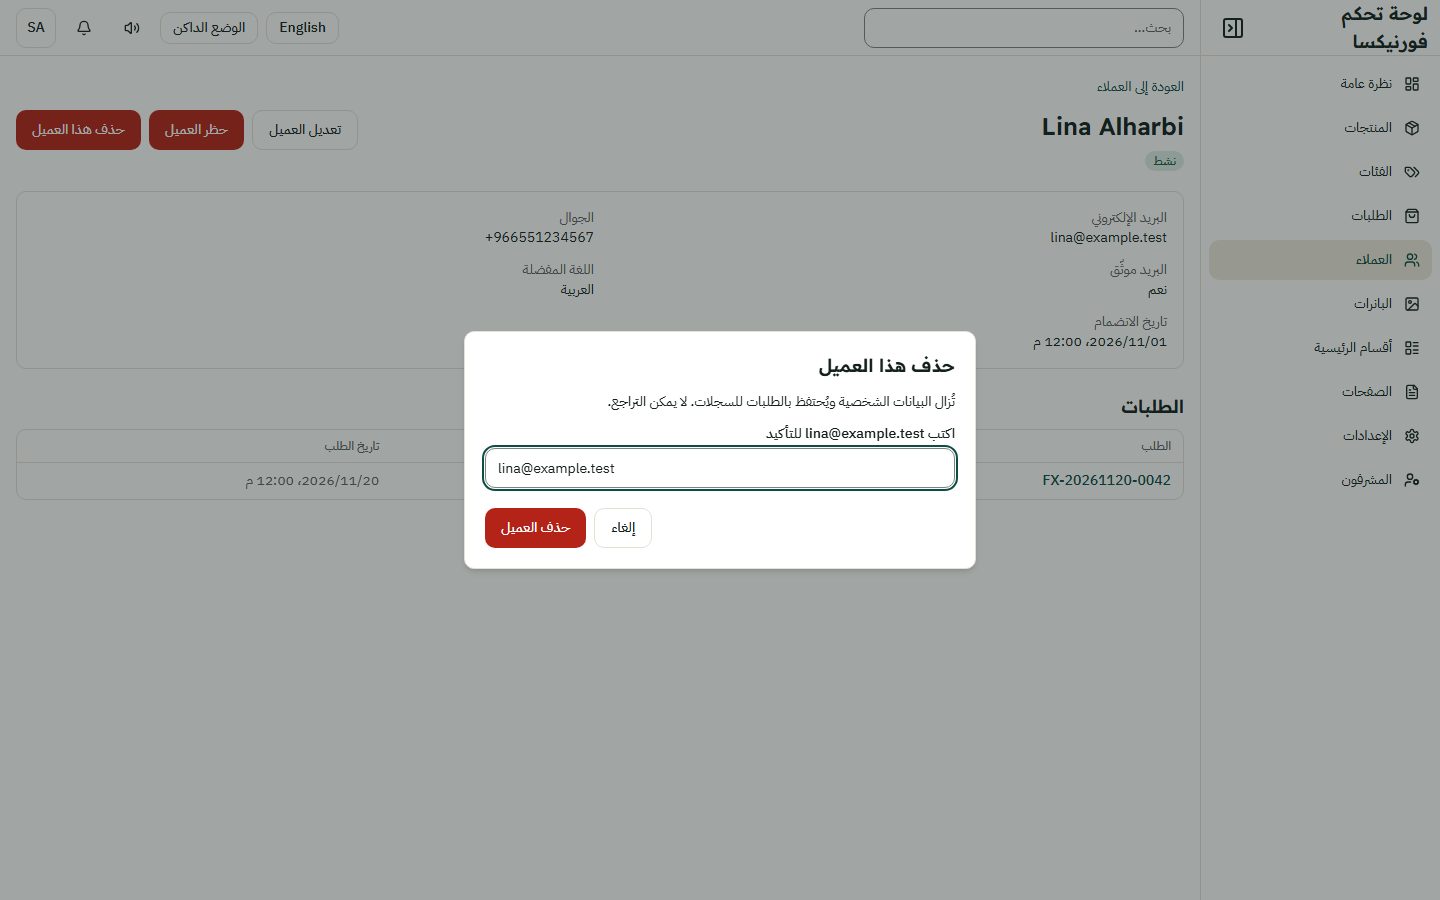 لوحة تحكم
فورنيكسا
بحث...
English
الوضع الداكن
SA
نظرة عامة
المنتجات
الفئات
الطلبات
العملاء
البانرات
أقسام الرئيسية
الصفحات
الإعدادات
المشرفون
العودة إلى العملاء
Lina Alharbi
نشط
تعديل العميل
حظر العميل
حذف هذا العميل
البريد الإلكتروني
lina@example.test
الجوال
+966551234567
البريد موثّق
نعم
اللغة المفضلة
العربية
تاريخ الانضمام
2026/11/01، 12:00 م
الطلبات
الطلب
تاريخ الطلب
FX-20261120-0042
2026/11/20، 12:00 م
حذف هذا العميل
تُزال البيانات الشخصية ويُحتفظ بالطلبات للسجلات. لا يمكن التراجع.
اكتب lina@example.test للتأكيد
lina@example.test
إلغاء
حذف العميل